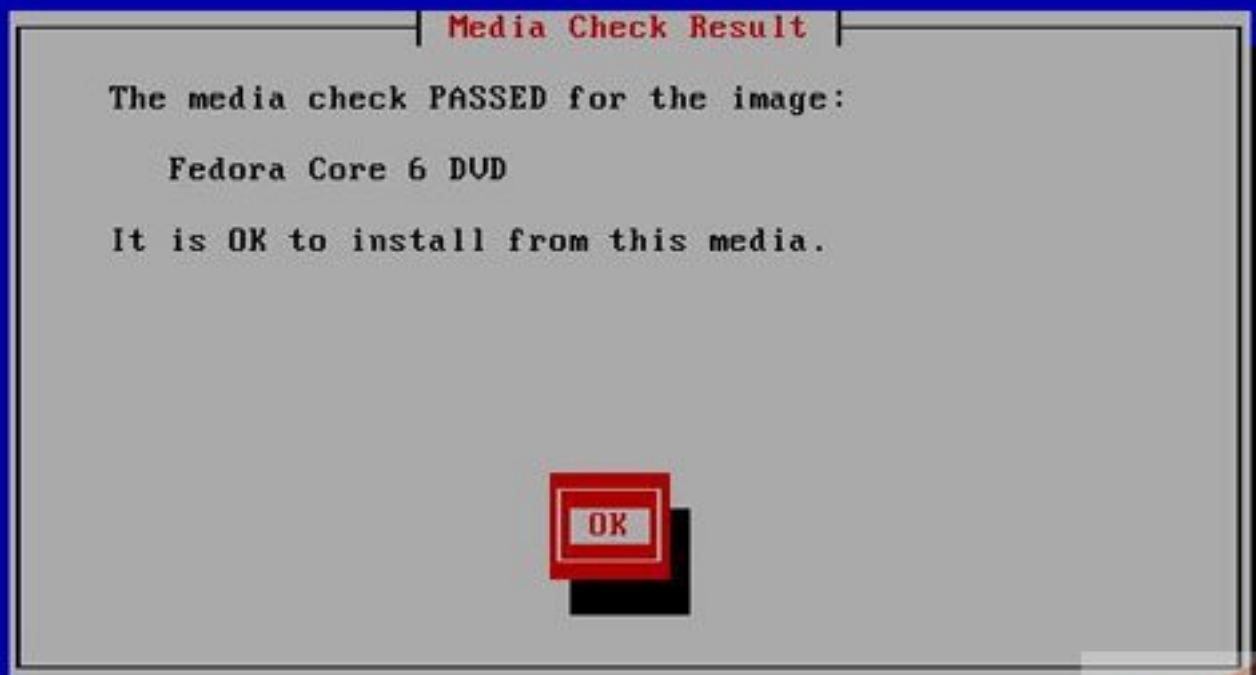 Media Check Result
The media check PASSED for the image:
Fedora Core 6 DVD
It is OK to install from this media.
OK